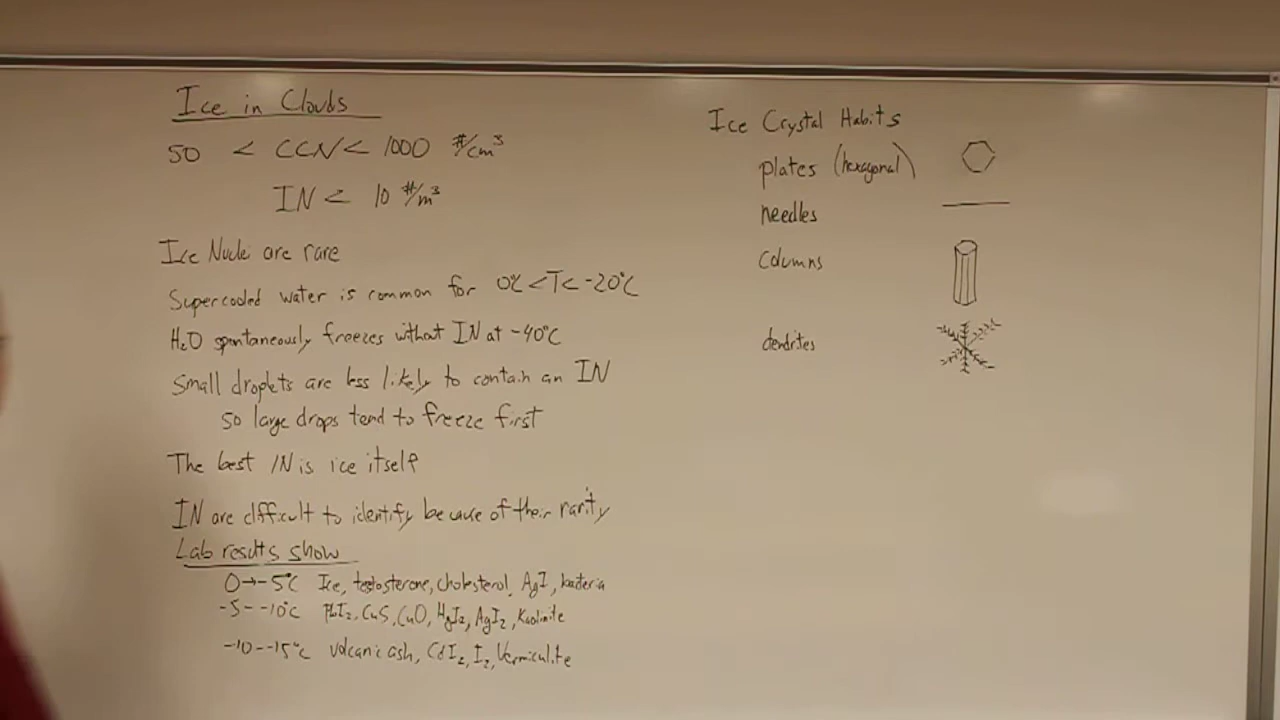 Ice in Clouds
50 < CCN < 1000 #/cm³
IN < 10 #/m³
Ice Nuclei are rare
Supercooled water is common for 0°C < T < -20°C
H₂O spontaneously freezes without IN at -40°C
Small droplets are less likely to contain an IN
so large drops tend to freeze first
The best IN is ice itself
IN are difficult to identify because of their rarity
Lab results show
0→-5°C Ice, testosterone, cholesterol, AgI, bacteria
-5--10°C PbI₂, CuS, CuO, HgI₂, AgI₂, Kaolinite
-10--15°C volcanic ash, CdI₂, I₂, Vermiculite
Ice Crystal Habits
plates (hexagonal)
needles
columns
dendrites